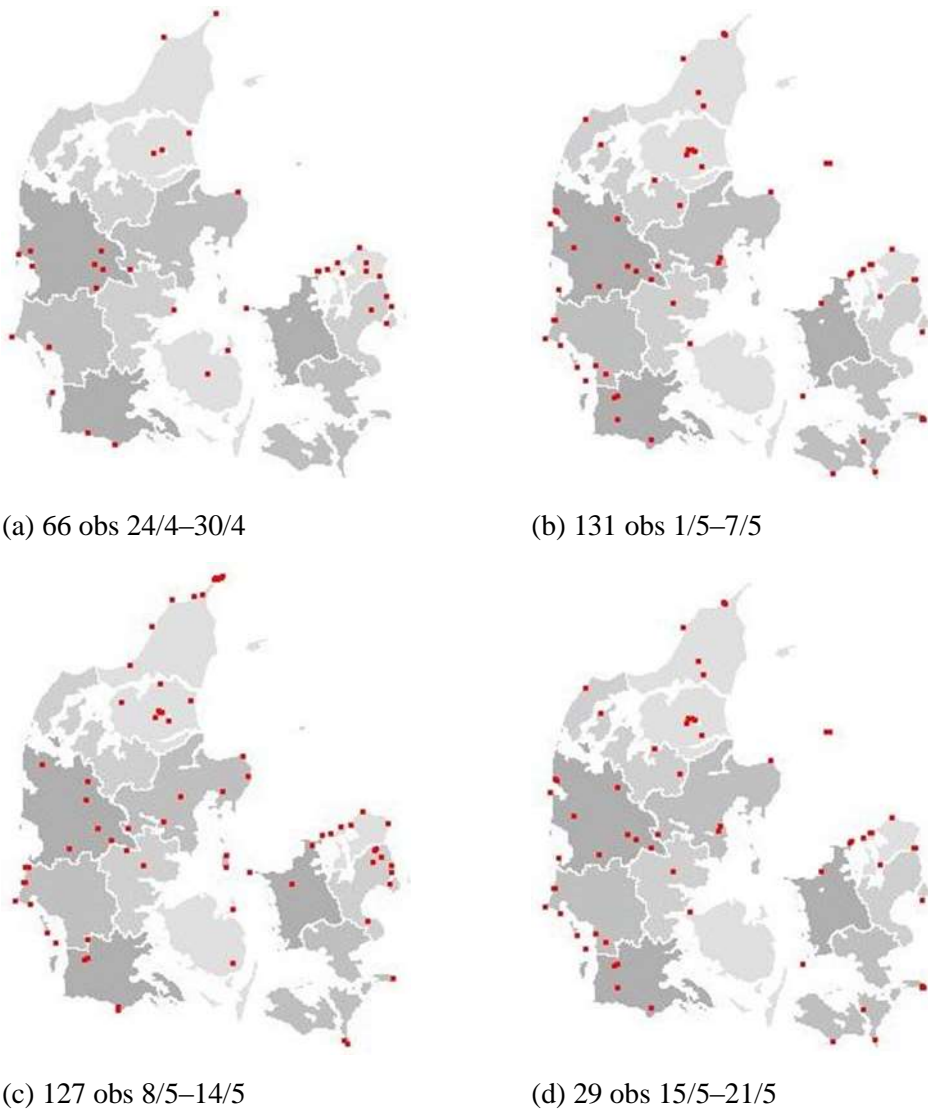 (a) 66 obs 24/4–30/4
(b) 131 obs 1/5–7/5
(c) 127 obs 8/5–14/5
(d) 29 obs 15/5–21/5